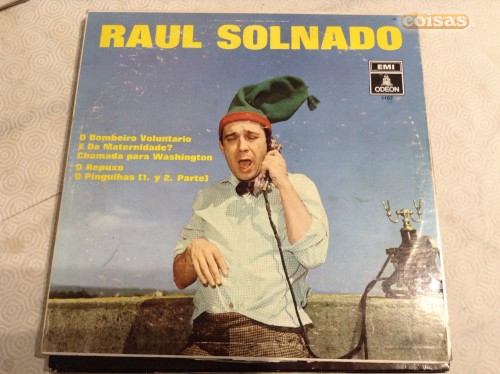 coisas
RAUL SOLNADO
EMI
ODEON
O Bombeiro Voluntario
E Da Maternidade?
Chamada para Washington
O Repuxo
O Pinguinhas (1. y 2. Parte)